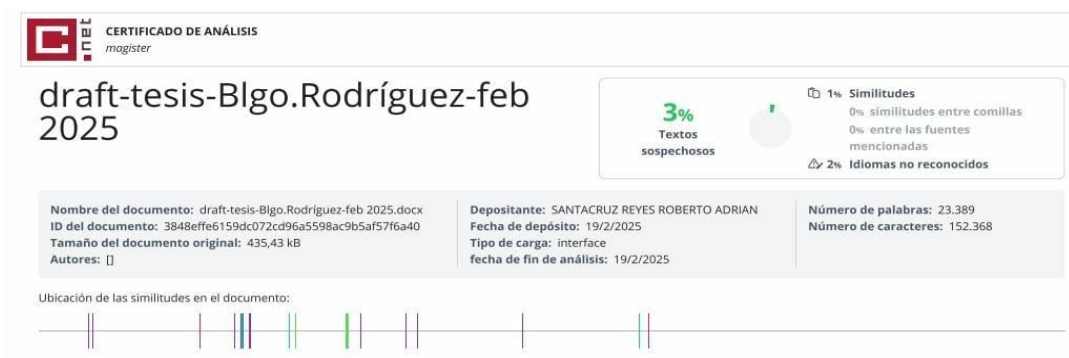 C
.net
CERTIFICADO DE ANÁLISIS
magister
draft-tesis-Blgo.Rodríguez-feb
2025
3%
Textos
sospechosos
1% Similitudes
0% similitudes entre comillas
0% entre las fuentes
mencionadas
2% Idiomas no reconocidos
Nombre del documento: draft-tesis-Blgo.Rodríguez-feb 2025.docx
ID del documento: 3848effe6159dc072cd96a5598ac9b5af57f6a40
Tamaño del documento original: 435,43 kB
Autores: []
Depositante: SANTACRUZ REYES ROBERTO ADRIAN
Fecha de depósito: 19/2/2025
Tipo de carga: interface
fecha de fin de análisis: 19/2/2025
Número de palabras: 23.389
Número de caracteres: 152.368
Ubicación de las similitudes en el documento: